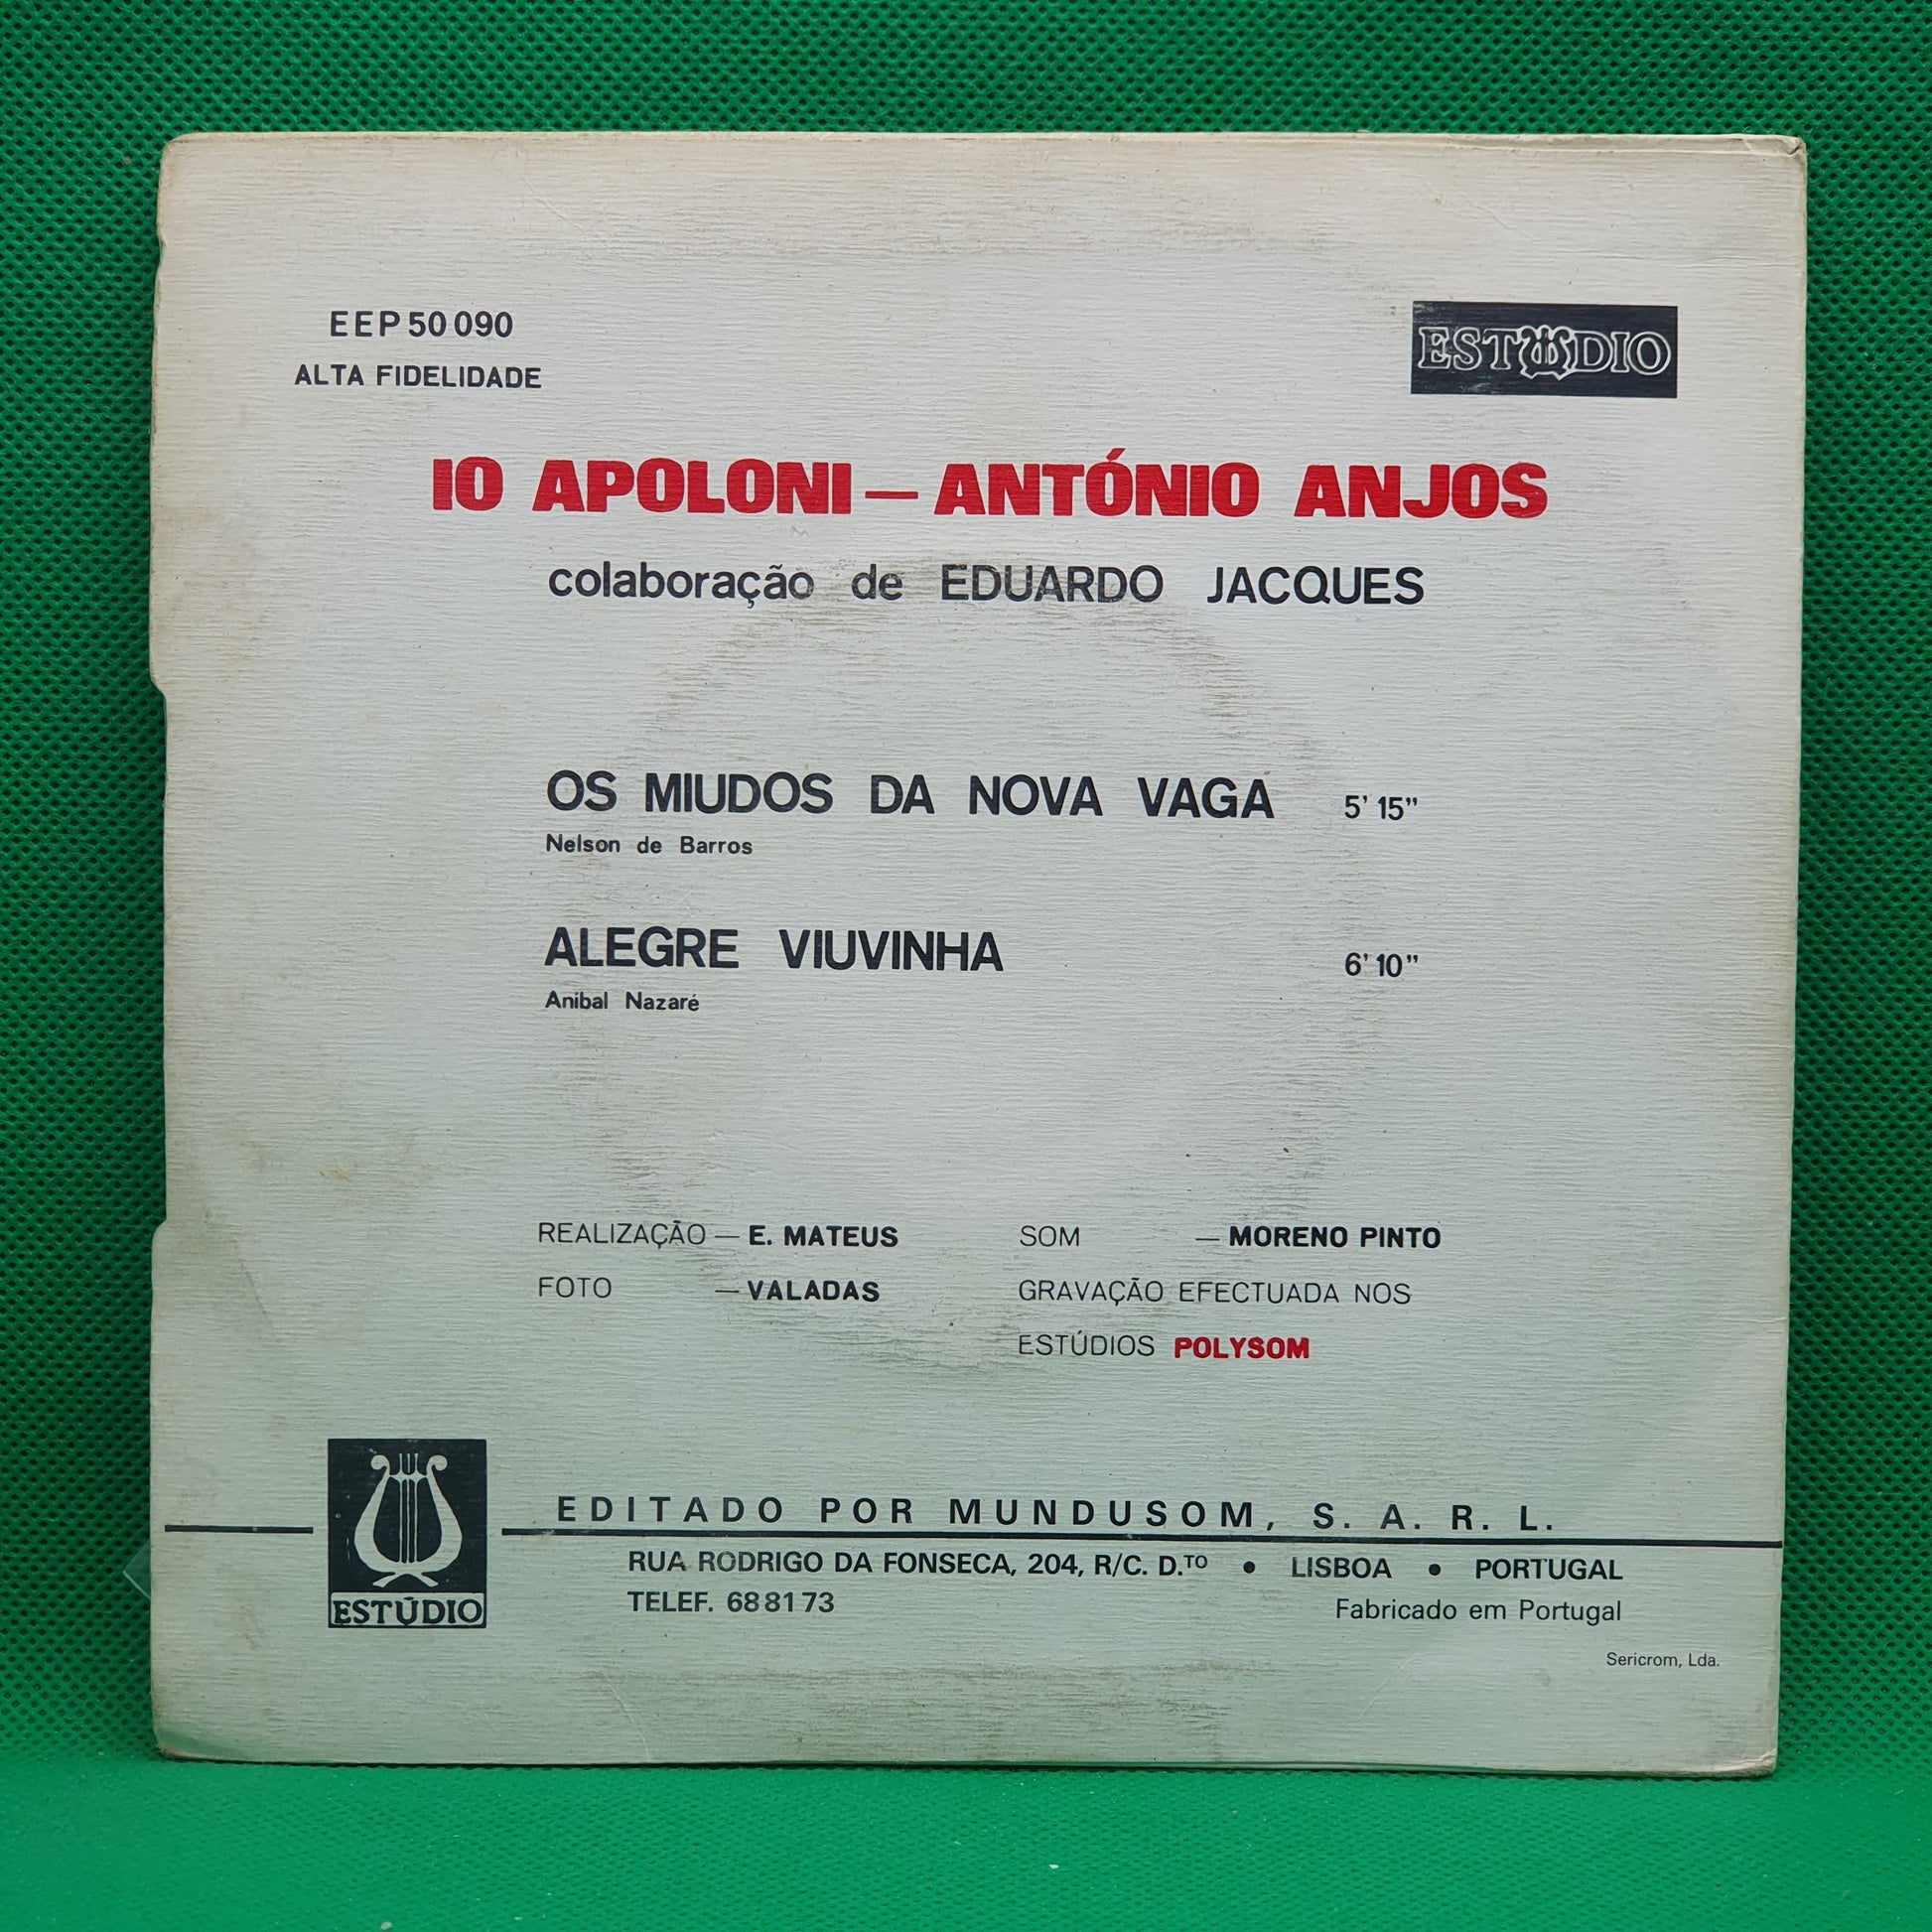 EEP 50 090
ALTA FIDELIDADE
ESTÚDIO
IO APOLONI — ANTÓNIO ANJOS
colaboração de EDUARDO JACQUES
OS MIUDOS DA NOVA VAGA 5' 15"
Nelson de Barros
ALEGRE VIUVINHA 6' 10"
Anibal Nazaré
REALIZAÇÃO — E. MATEUS
FOTO — VALADAS
SOM — MORENO PINTO
GRAVAÇÃO EFECTUADA NOS
ESTÚDIOS POLYSOM
ESTÚDIO
EDITADO POR MUNDUSOM, S. A. R. L.
RUA RODRIGO DA FONSECA, 204, R/C. D.TO • LISBOA • PORTUGAL
TELEF. 68 81 73
Fabricado em Portugal
Sericrom, Lda.